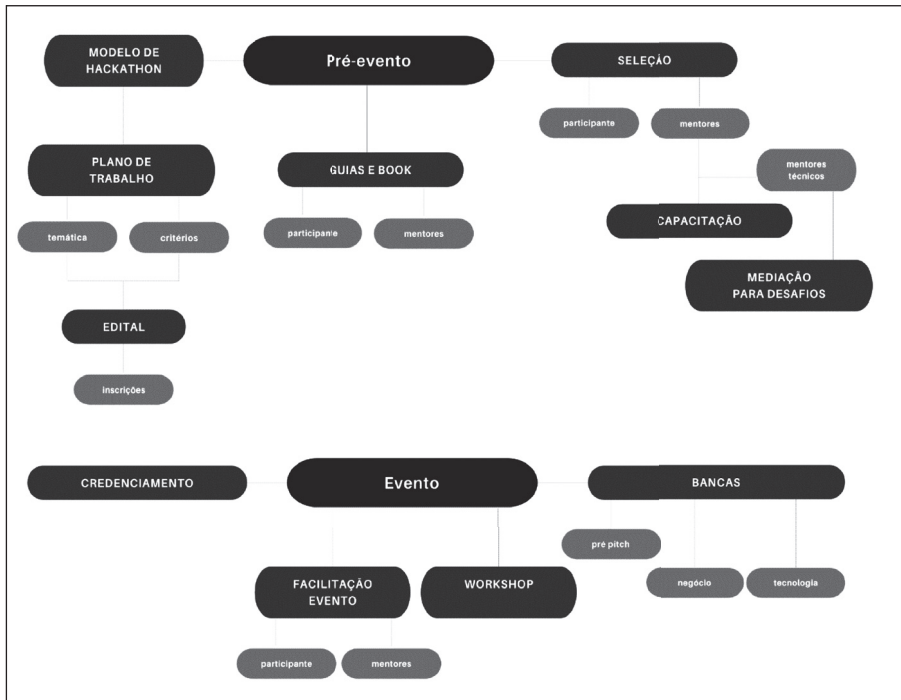 MODELO DE
HACKATHON
Pré-evento
SELEÇÃO
participante
mentores
PLANO DE
TRABALHO
GUIAS E BOOK
mentores
técnicos
temática
critérios
participante
mentores
CAPACITAÇÃO
MEDIAÇÃO
PARA DESAFIOS
EDITAL
inscrições
CREDENCIAMENTO
Evento
BANCAS
pré pitch
FACILITAÇÃO
EVENTO
WORKSHOP
negócio
tecnologia
participante
mentores